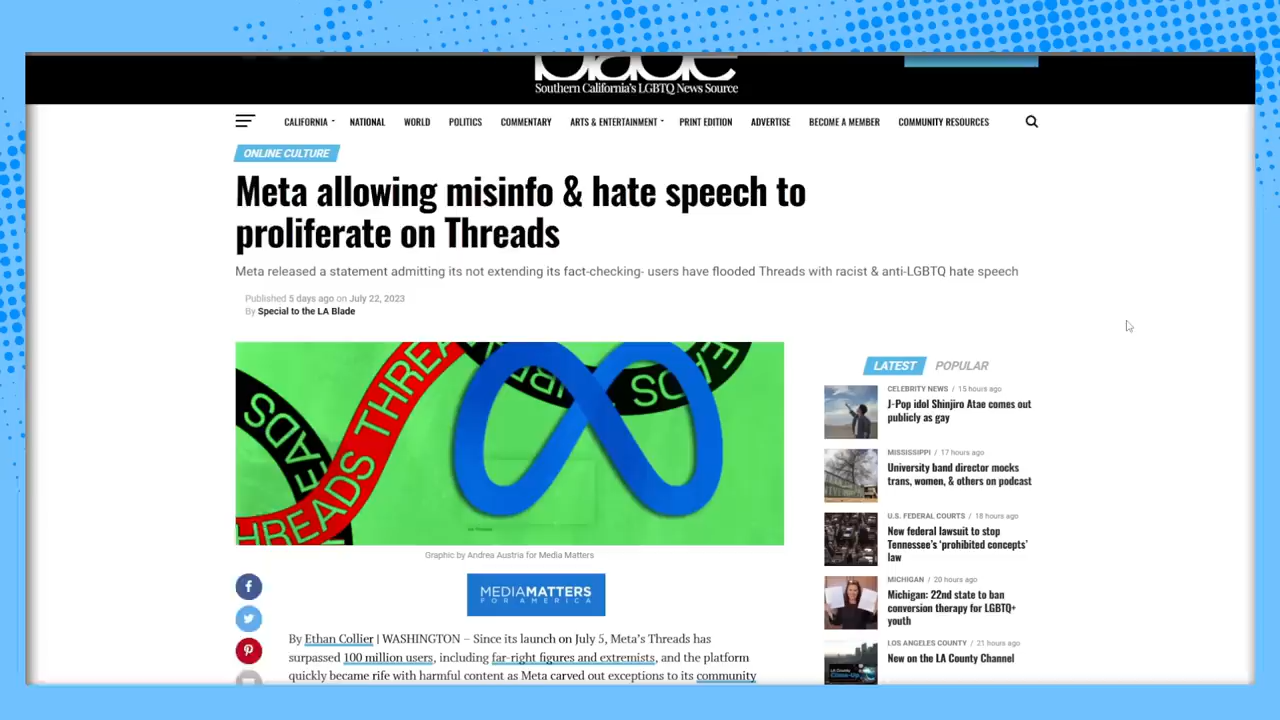 blade
Southern California's LGBTQ News Source
CALIFORNIA NATIONAL WORLD POLITICS COMMENTARY ARTS & ENTERTAINMENT PRINT EDITION ADVERTISE BECOME A MEMBER COMMUNITY RESOURCES
ONLINE CULTURE
Meta allowing misinfo & hate speech to
proliferate on Threads
Meta released a statement admitting its not extending its fact-checking- users have flooded Threads with racist & anti-LGBTQ hate speech
Published 5 days ago on July 22, 2023
By Special to the LA Blade
THREADS
Graphic by Andrea Austria for Media Matters
MEDIAMATTERS
FOR AMERICA
By Ethan Collier | WASHINGTON – Since its launch on July 5, Meta's Threads has
surpassed 100 million users, including far-right figures and extremists, and the platform
quickly became rife with harmful content as Meta carved out exceptions to its community
LATEST POPULAR
CELEBRITY NEWS / 15 hours ago
J-Pop idol Shinjiro Atae comes out
publicly as gay
MISSISSIPPI / 17 hours ago
University band director mocks
trans, women, & others on podcast
U.S. FEDERAL COURTS / 18 hours ago
New federal lawsuit to stop
Tennessee's 'prohibited concepts'
law
MICHIGAN / 20 hours ago
Michigan: 22nd state to ban
conversion therapy for LGBTQ+
youth
LOS ANGELES COUNTY / 21 hours ago
New on the LA County Channel